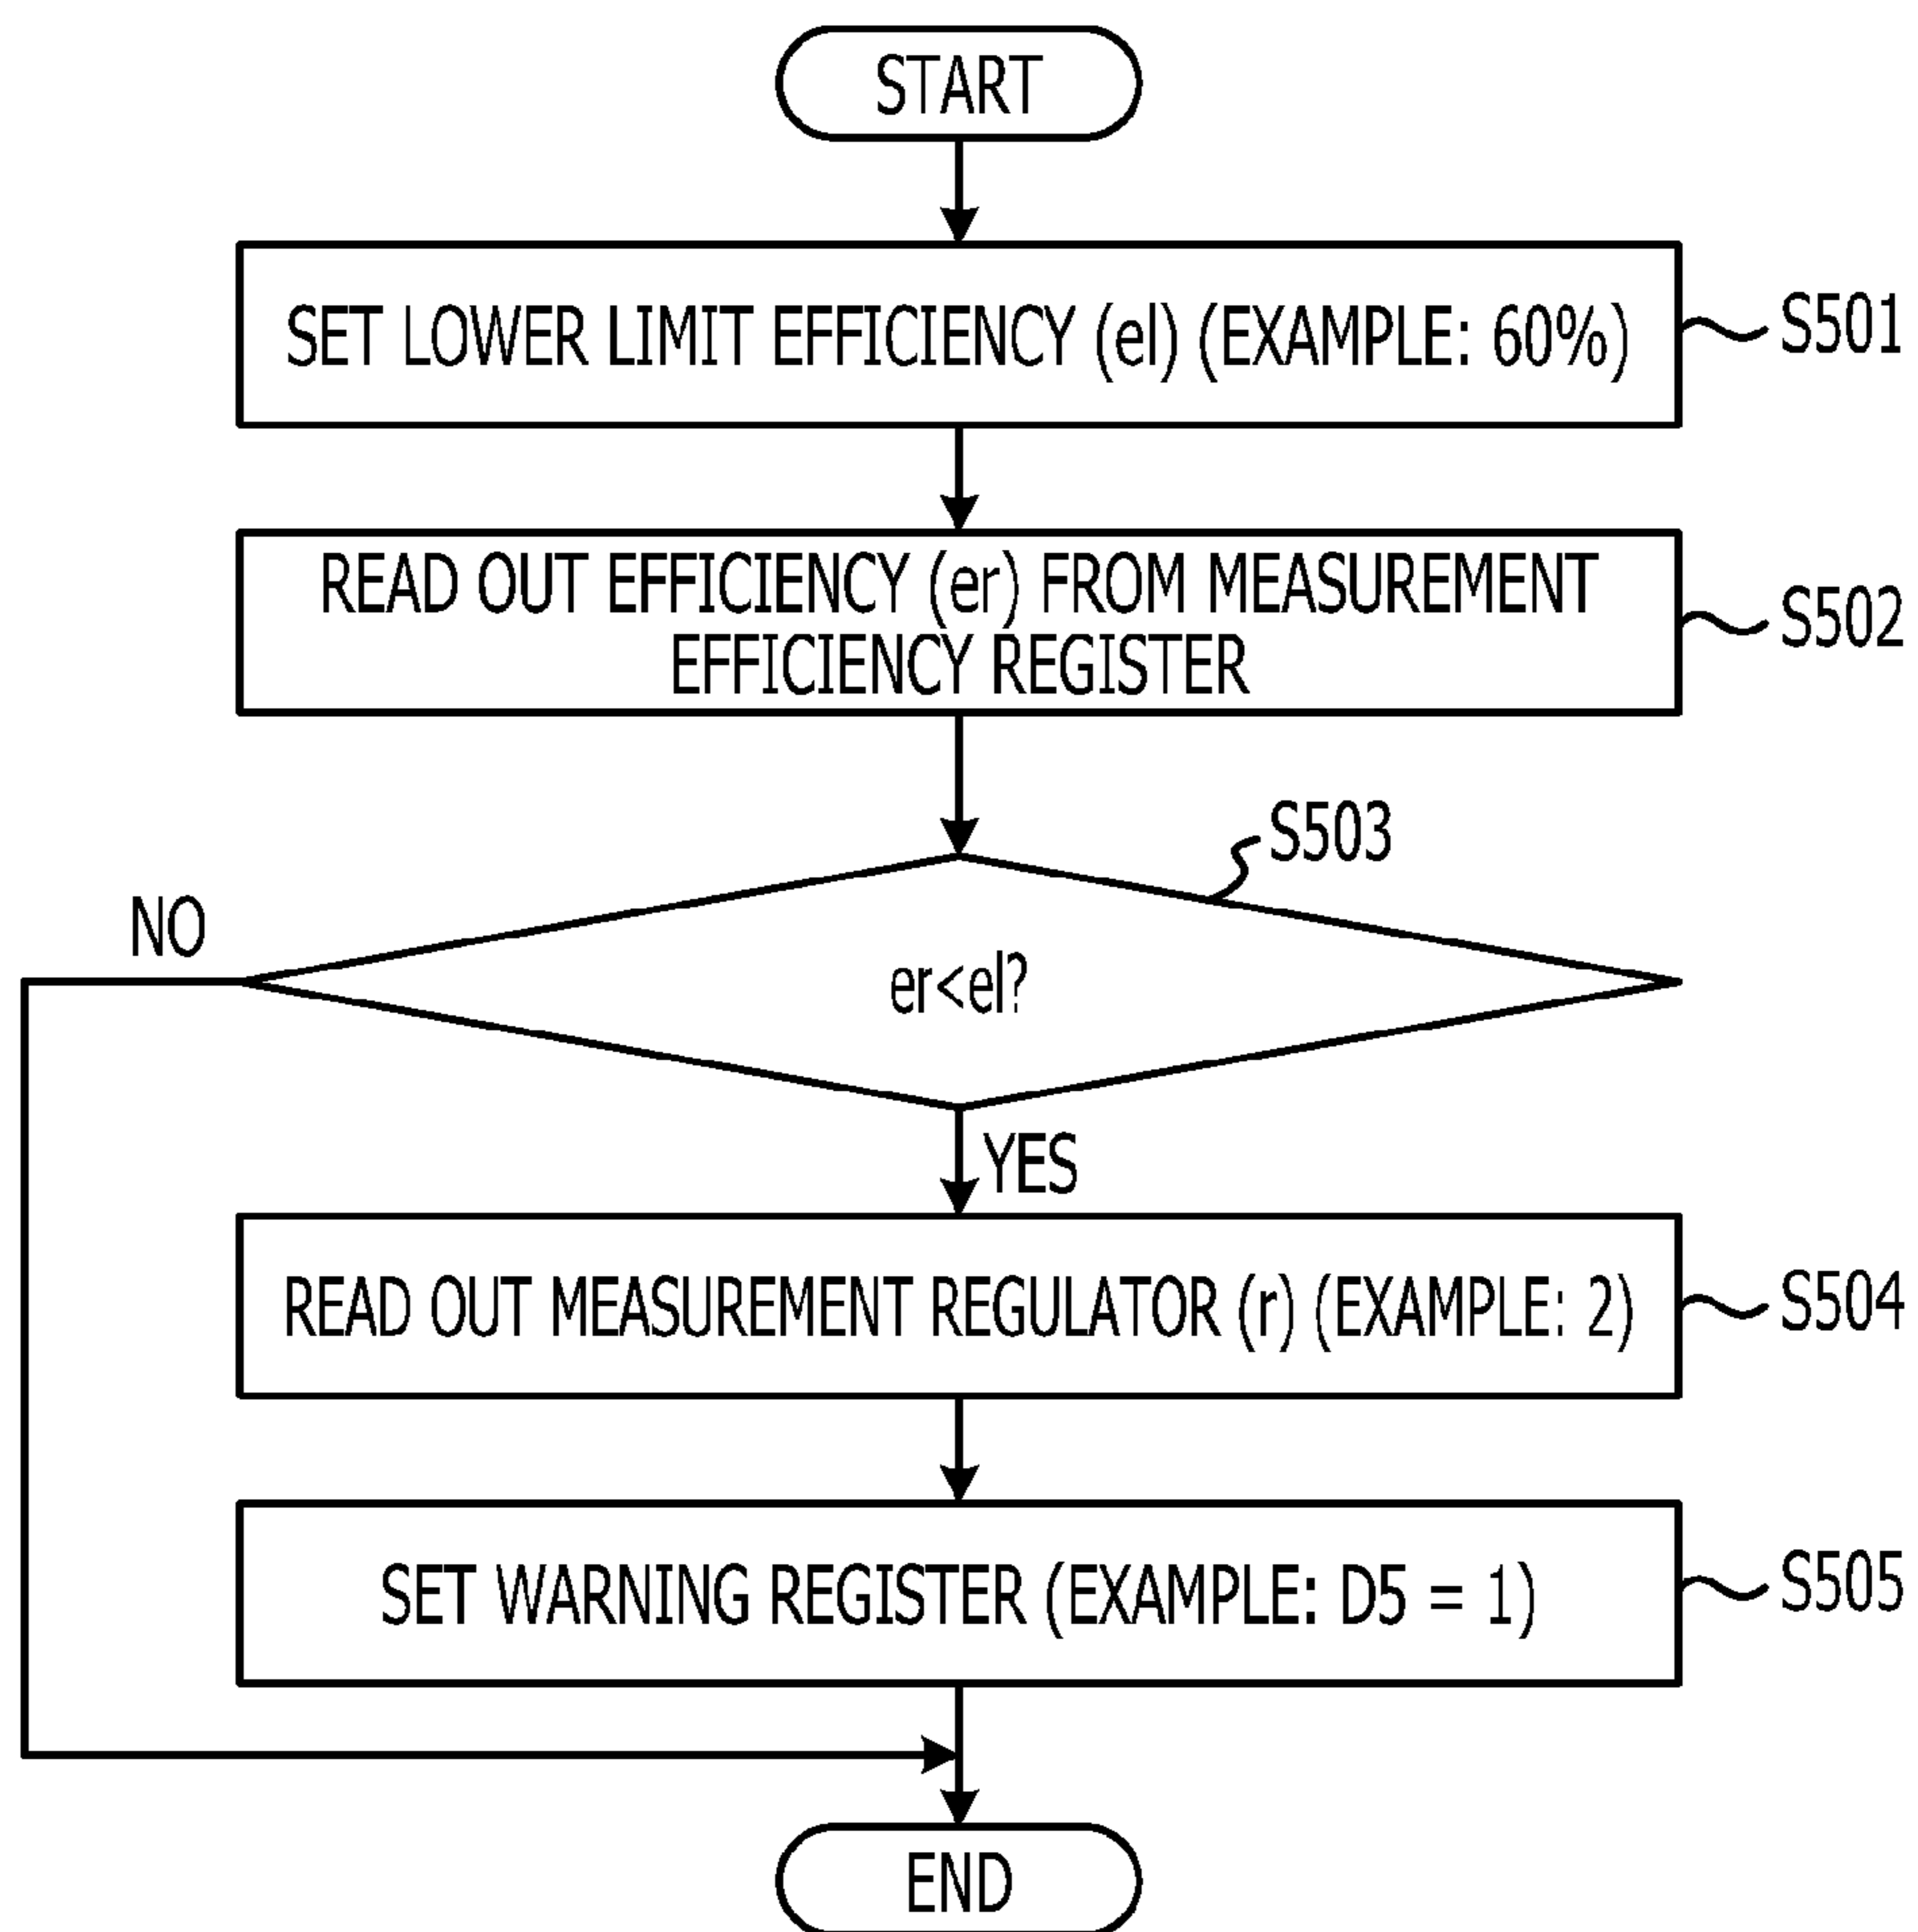 START
SET LOWER LIMIT EFFICIENCY (el) (EXAMPLE: 60%)
S501
READ OUT EFFICIENCY (er) FROM MEASUREMENT
EFFICIENCY REGISTER
S502
S503
NO
er<el?
YES
READ OUT MEASUREMENT REGULATOR (r) (EXAMPLE: 2)
S504
SET WARNING REGISTER (EXAMPLE: D5 = 1)
S505
END